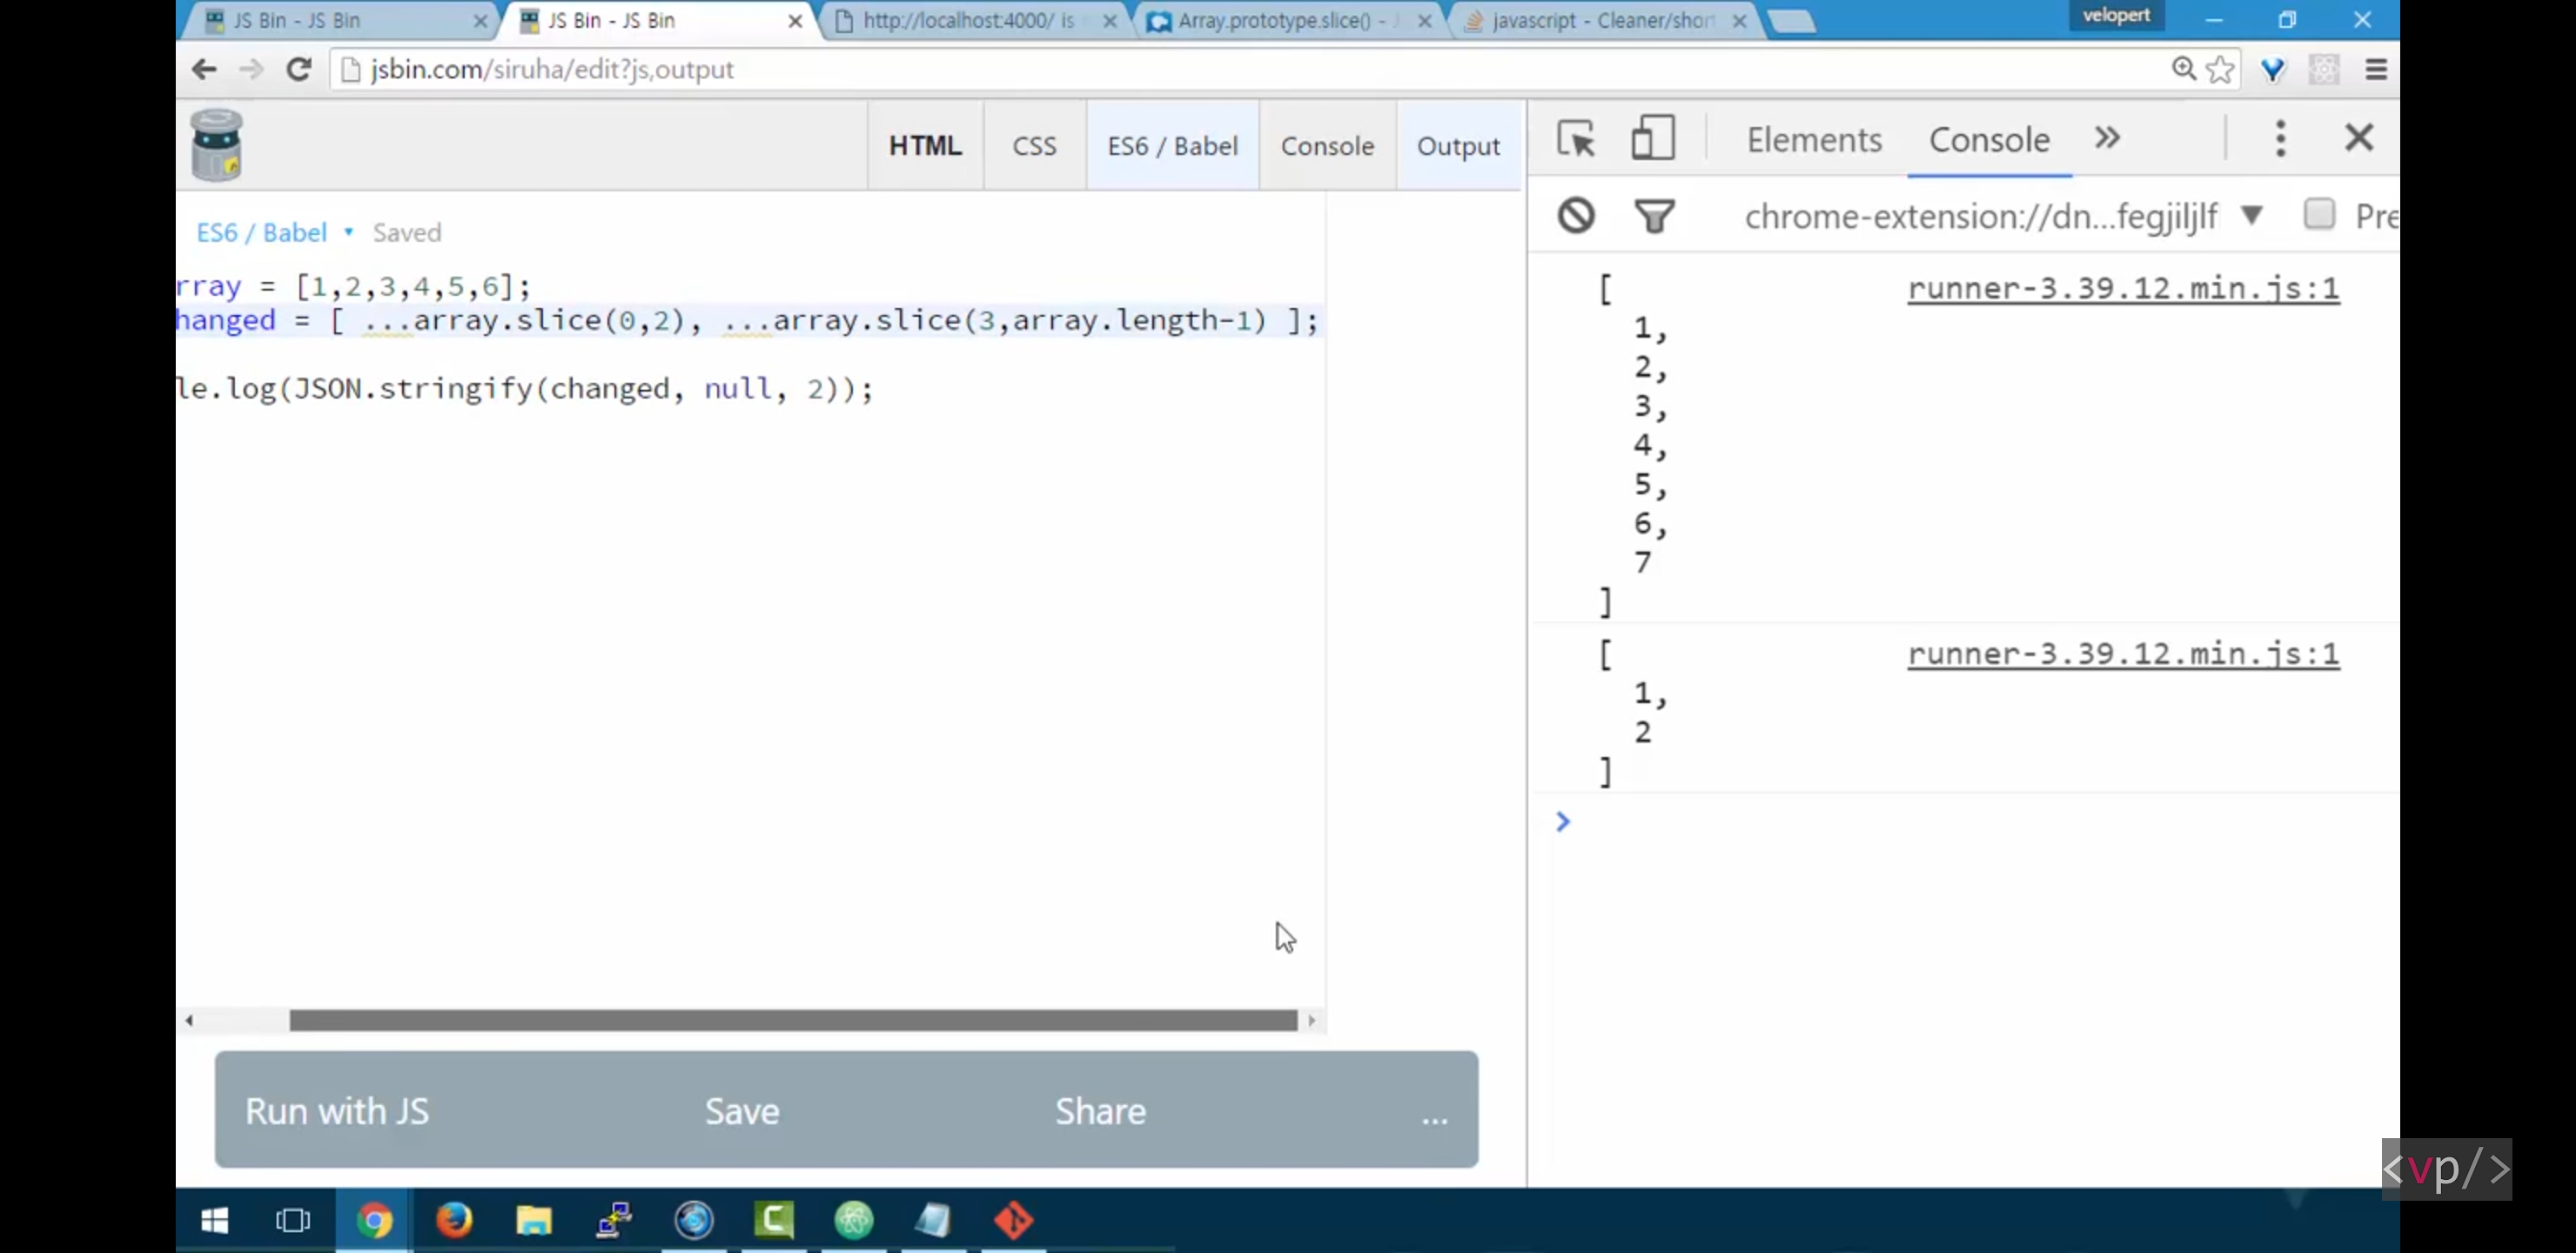 JS Bin - JS Bin
JS Bin - JS Bin
http://localhost:4000/ is
Array.prototype.slice() - J
javascript - Cleaner/short
velopert
jsbin.com/siruha/edit?js,output
HTML
CSS
ES6 / Babel
Console
Output
ES6 / Babel
Saved
rray = [1,2,3,4,5,6];
hanged = [ ...array.slice(0,2), ...array.slice(3,array.length-1) ];
le.log(JSON.stringify(changed, null, 2));
Run with JS
Save
Share
...
Elements
Console
chrome-extension://dn...fegjiljlf
Pre
[ runner-3.39.12.min.js:1
1,
2,
3,
4,
5,
6,
7
]
[ runner-3.39.12.min.js:1
1,
2
]
<vp/>